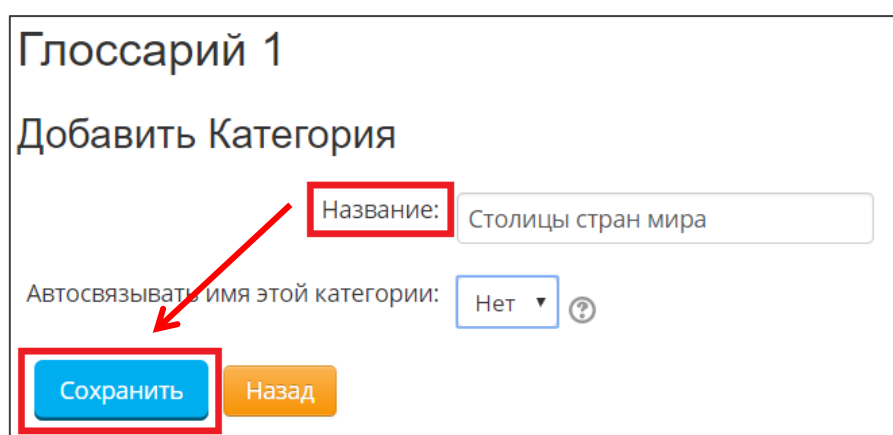 Глоссарий 1
Добавить Категория
Название: Столицы стран мира
Автосвязывать имя этой категории: Нет
Сохранить Назад